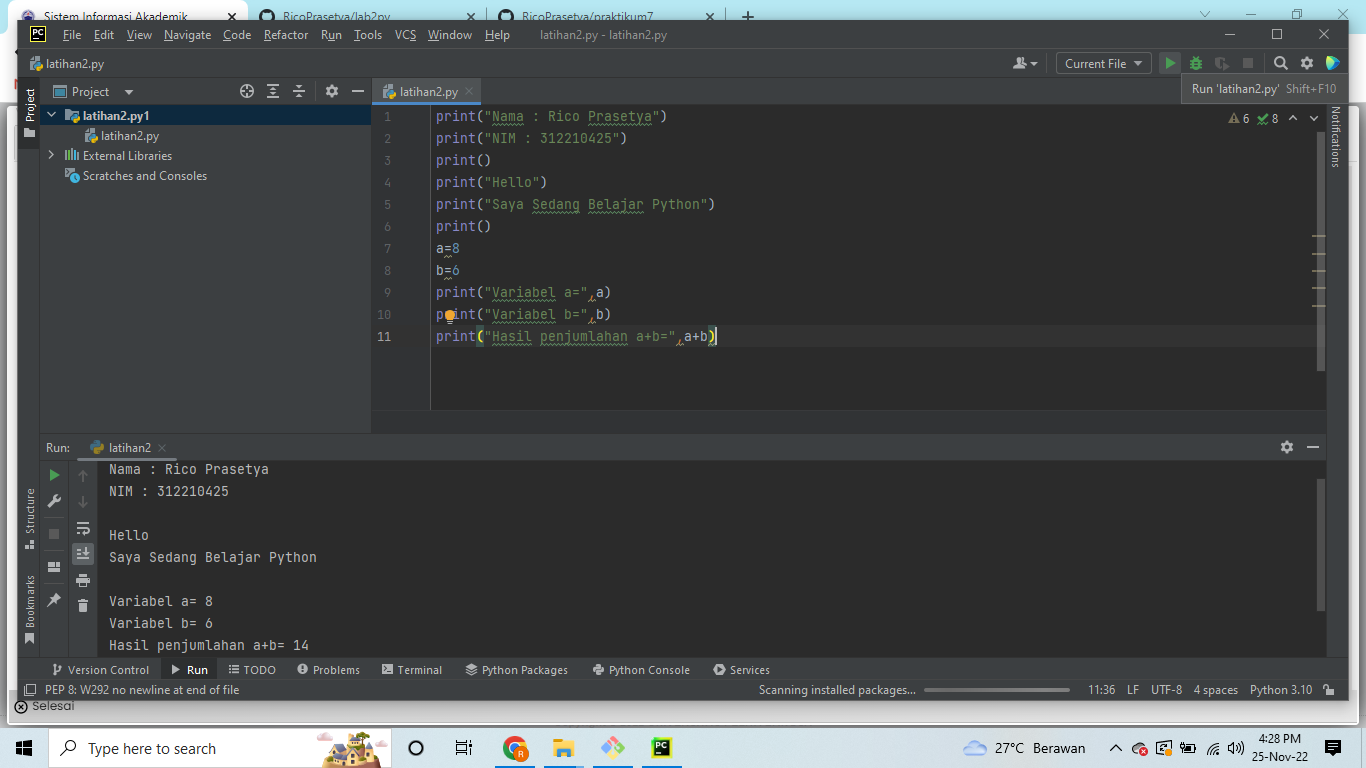 Sistem Informasi Akademik
RicoPrasetya/lab2py
RicoPrasetya/praktikum7
PC File Edit View Navigate Code Refactor Run Tools VCS Window Help latihan2.py - latihan2.py
latihan2.py
Current File
Run 'latihan2.py' Shift+F10
Project
Project
latihan2.py
Notifications
latihan2.py1
latihan2.py
External Libraries
Scratches and Consoles
6 8
1 print("Nama : Rico Prasetya")
2 print("NIM : 312210425")
3 print()
4 print("Hello")
5 print("Saya Sedang Belajar Python")
6 print()
7 a=8
8 b=6
9 print("Variabel a=",a)
10 print("Variabel b=",b)
11 print("Hasil penjumlahan a+b=",a+b)
Run: latihan2
Nama : Rico Prasetya
NIM : 312210425
Hello
Saya Sedang Belajar Python
Variabel a= 8
Variabel b= 6
Hasil penjumlahan a+b= 14
Structure
Bookmarks
Version Control Run TODO Problems Terminal Python Packages Python Console Services
PEP 8: W292 no newline at end of file
Scanning installed packages... 11:36 LF UTF-8 4 spaces Python 3.10
Selesai
Type here to search
R
PC
27°C Berawan
4:28 PM
25-Nov-22